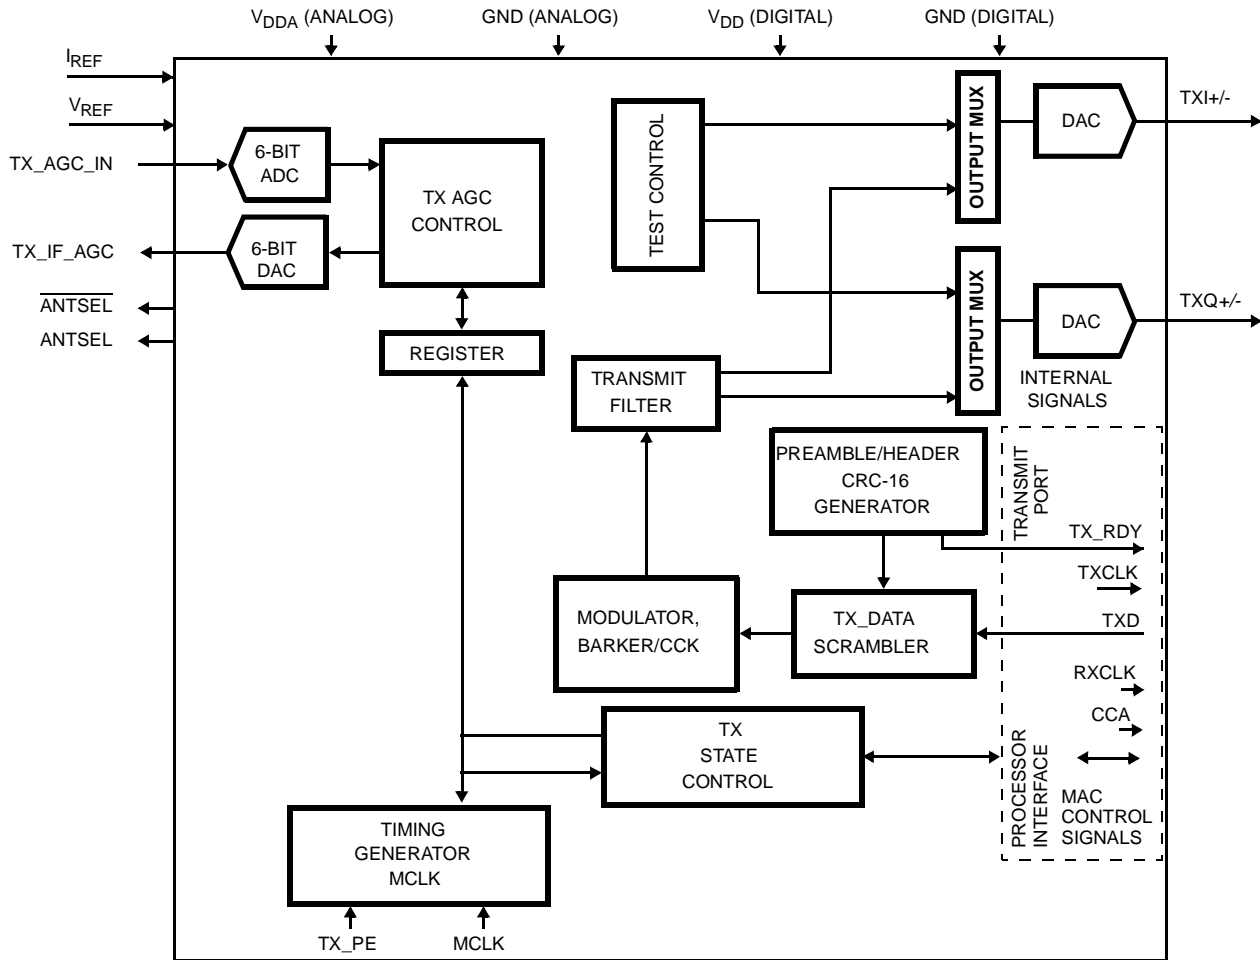 VDDA (ANALOG)
GND (ANALOG)
VDD (DIGITAL)
GND (DIGITAL)
IREF
VREF
TX_AGC_IN
6-BIT
ADC
TX AGC
CONTROL
TX_IF_AGC
6-BIT
DAC
ANTSEL
ANTSEL
REGISTER
TEST CONTROL
OUTPUT MUX
DAC
TXI+/-
OUTPUT MUX
DAC
TXQ+/-
INTERNAL
SIGNALS
TRANSMIT
FILTER
PREAMBLE/HEADER
CRC-16
GENERATOR
TRANSMIT
PORT
TX_RDY
TXCLK
TXD
MODULATOR,
BARKER/CCK
TX_DATA
SCRAMBLER
RXCLK
CCA
TX
STATE
CONTROL
PROCESSOR
INTERFACE
MAC
CONTROL
SIGNALS
TIMING
GENERATOR
MCLK
TX_PE
MCLK